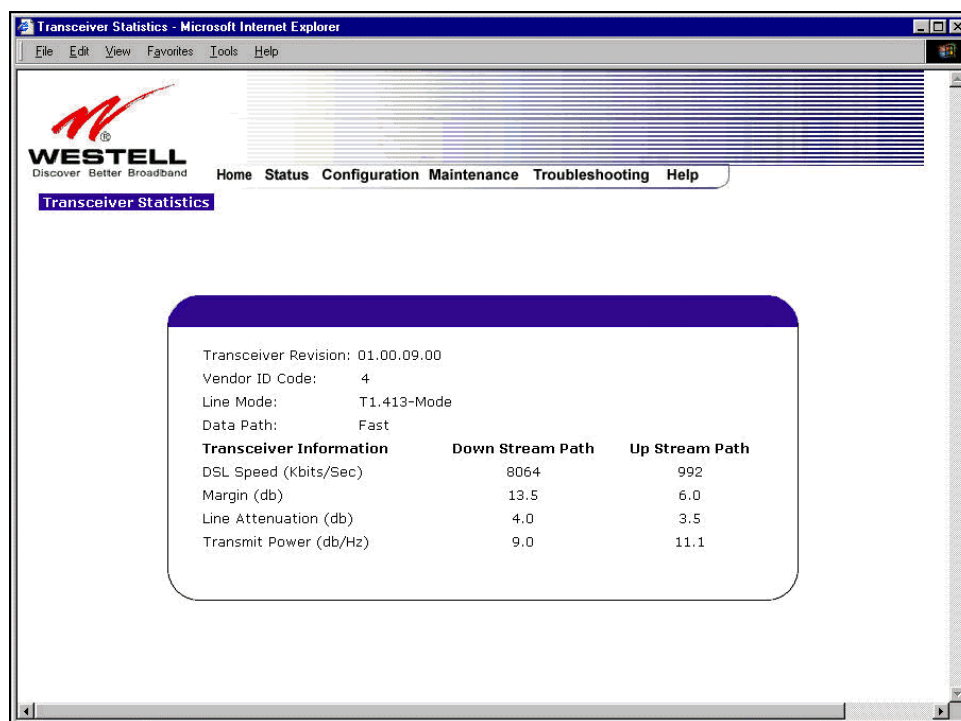 Transceiver Statistics - Microsoft Internet Explorer
File Edit View Favorites Tools Help
®
WESTELL
Discover Better Broadband
Home Status Configuration Maintenance Troubleshooting Help
Transceiver Statistics
Transceiver Revision: 01.00.09.00
Vendor ID Code: 4
Line Mode: T1.413-Mode
Data Path: Fast
Transceiver Information Down Stream Path Up Stream Path
DSL Speed (Kbits/Sec) 8064 992
Margin (db) 13.5 6.0
Line Attenuation (db) 4.0 3.5
Transmit Power (db/Hz) 9.0 11.1